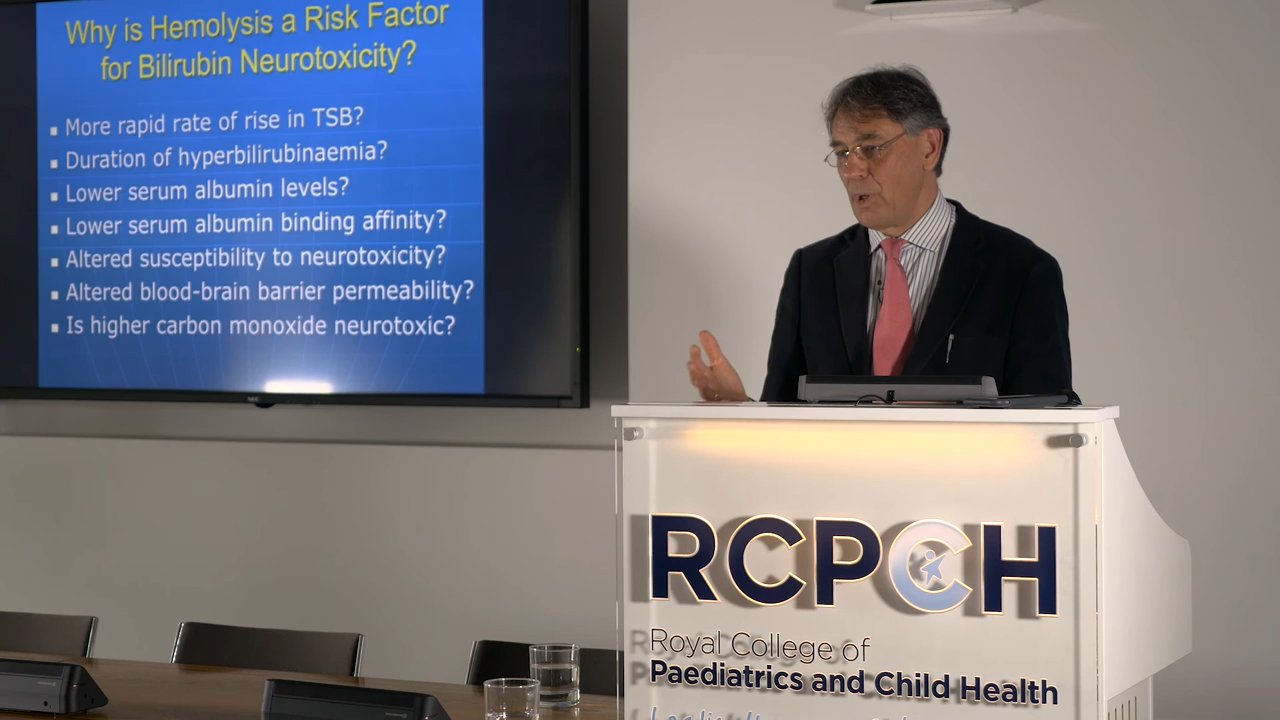 Why is Hemolysis a Risk Factor
for Bilirubin Neurotoxicity?
More rapid rate of rise in TSB?
Duration of hyperbilirubinaemia?
Lower serum albumin levels?
Lower serum albumin binding affinity?
Altered susceptibility to neurotoxicity?
Altered blood-brain barrier permeability?
Is higher carbon monoxide neurotoxic?
NEC
RCPCH
Royal College of
Paediatrics and Child Health